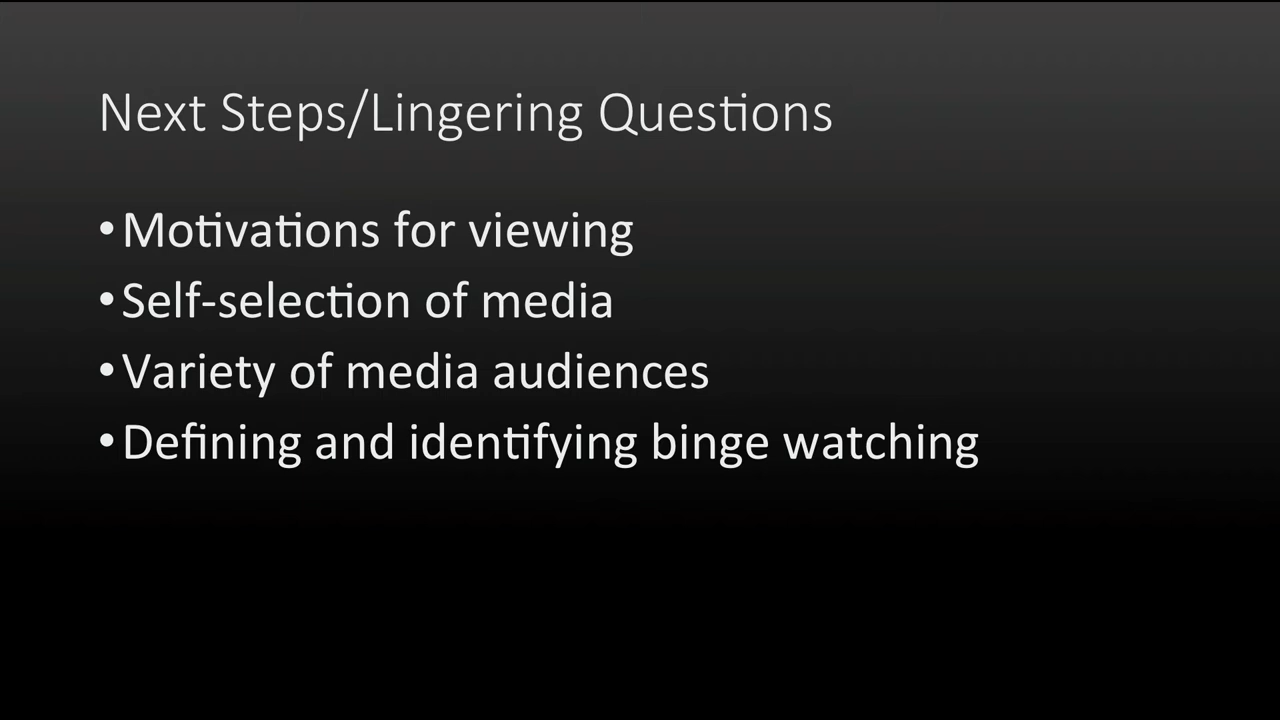 Next Steps/Lingering Questions
•Motivations for viewing
•Self-selection of media
•Variety of media audiences
•Defining and identifying binge watching